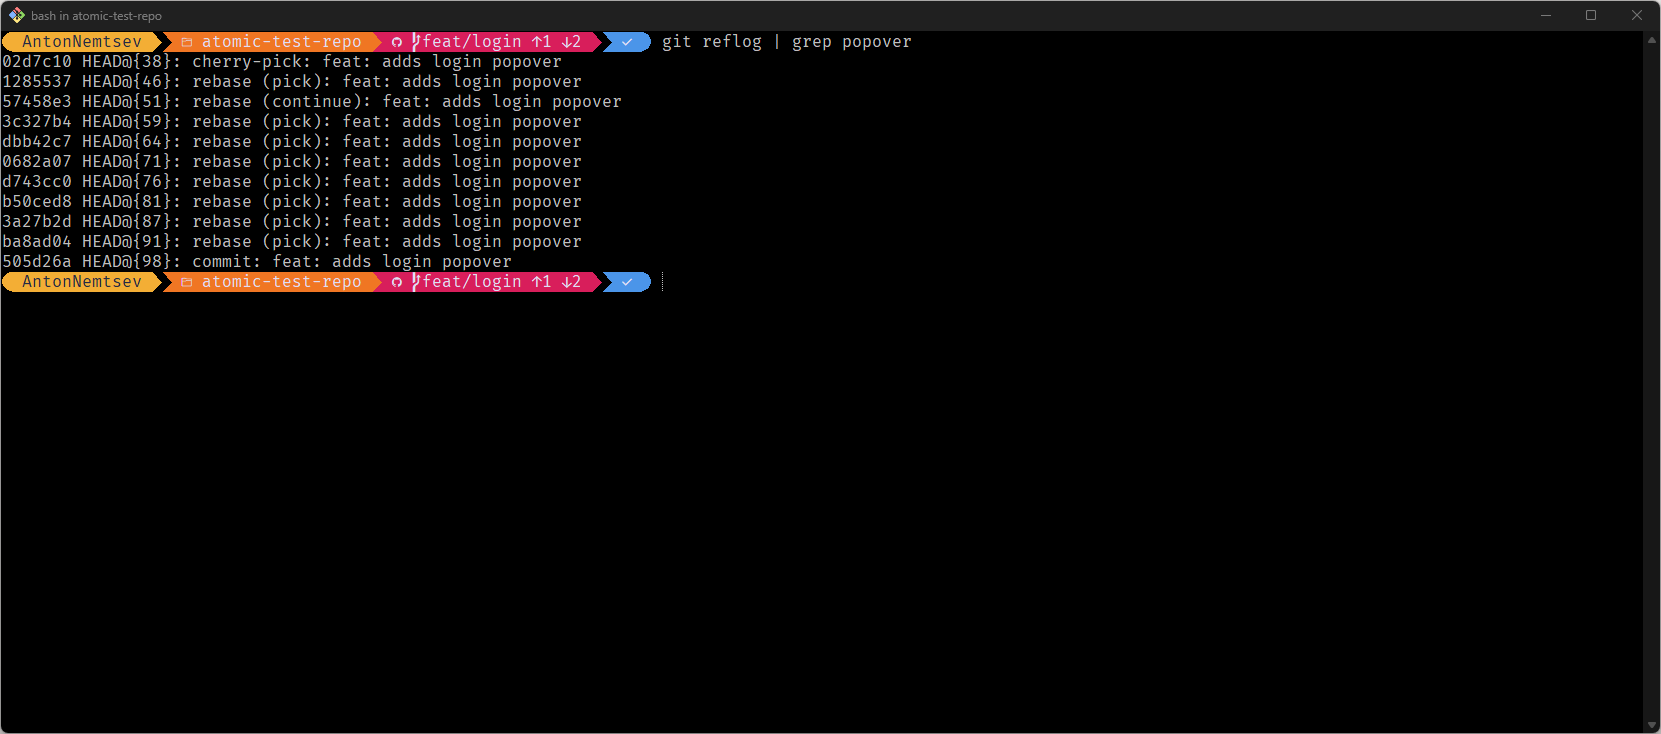 bash in atomic-test-repo
AntonNemtsev atomic-test-repo feat/login ↑1 ↓2 ✓ git reflog | grep popover
02d7c10 HEAD@{38}: cherry-pick: feat: adds login popover
1285537 HEAD@{46}: rebase (pick): feat: adds login popover
57458e3 HEAD@{51}: rebase (continue): feat: adds login popover
3c327b4 HEAD@{59}: rebase (pick): feat: adds login popover
dbb42c7 HEAD@{64}: rebase (pick): feat: adds login popover
0682a07 HEAD@{71}: rebase (pick): feat: adds login popover
d743cc0 HEAD@{76}: rebase (pick): feat: adds login popover
b50ced8 HEAD@{81}: rebase (pick): feat: adds login popover
3a27b2d HEAD@{87}: rebase (pick): feat: adds login popover
ba8ad04 HEAD@{91}: rebase (pick): feat: adds login popover
505d26a HEAD@{98}: commit: feat: adds login popover
AntonNemtsev atomic-test-repo feat/login ↑1 ↓2 ✓